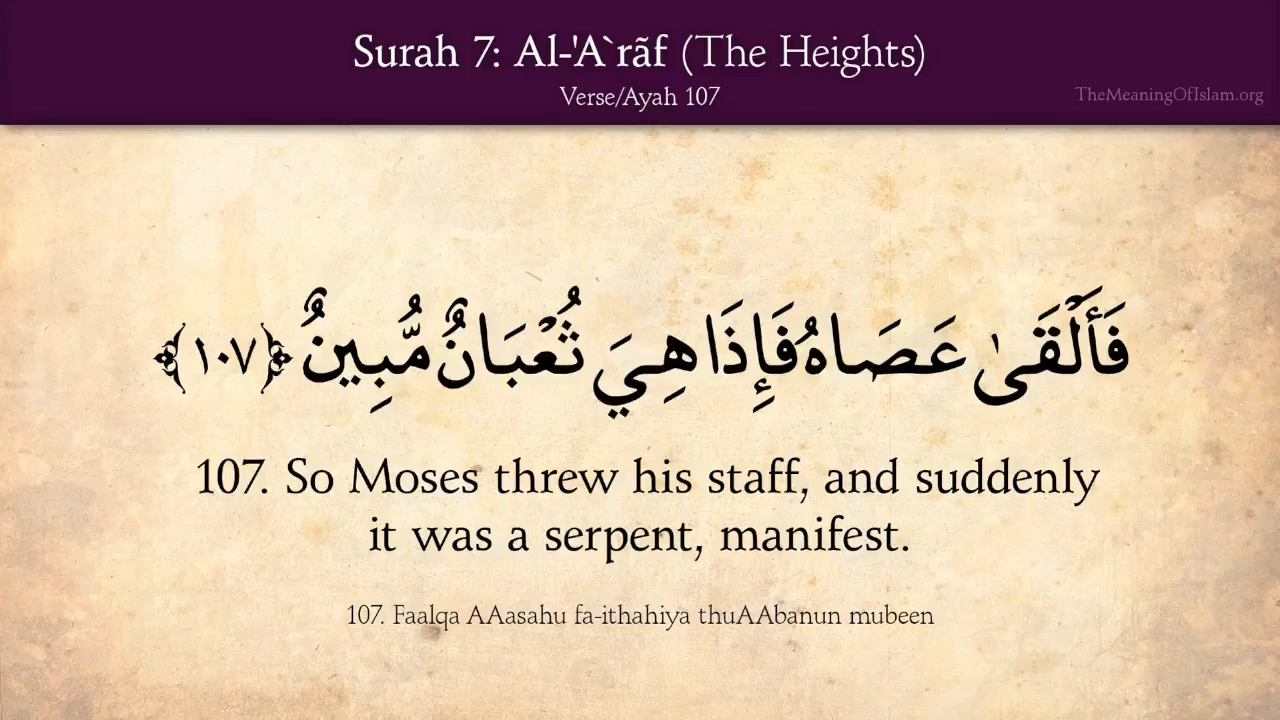 Surah 7: Al-'A`rãf (The Heights)
Verse/Ayah 107
TheMeaningOfIslam.org
فَأَلْقَىٰ عَصَاهُ فَإِذَا هِيَ ثُعْبَانٌ مُّبِينٌ ﴿١٠٧﴾
107. So Moses threw his staff, and suddenly
it was a serpent, manifest.
107. Faalqa AAasahu fa-ithahiya thuAAbanun mubeen